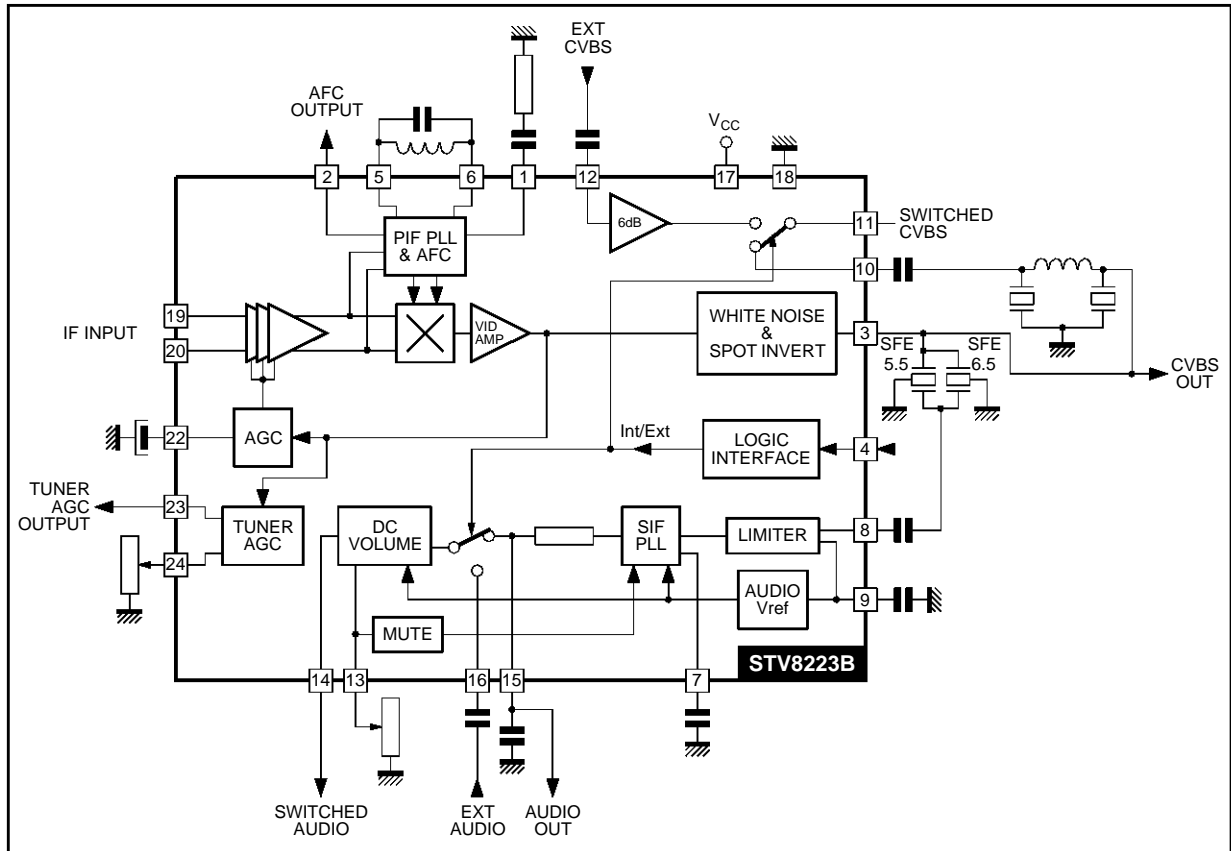 EXT
CVBS
AFC
OUTPUT
VCC
2
5
6
1
12
17
18
6dB
11
SWITCHED
CVBS
PIF PLL
& AFC
10
19
IF INPUT
20
VID
AMP
WHITE NOISE
&
SPOT INVERT
3
SFE
5.5
SFE
6.5
CVBS
OUT
22
AGC
Int/Ext
LOGIC
INTERFACE
4
TUNER
AGC
OUTPUT
23
TUNER
AGC
24
DC
VOLUME
SIF
PLL
LIMITER
8
AUDIO
Vref
9
MUTE
STV8223B
14
13
16
15
7
SWITCHED
AUDIO
EXT
AUDIO
AUDIO
OUT